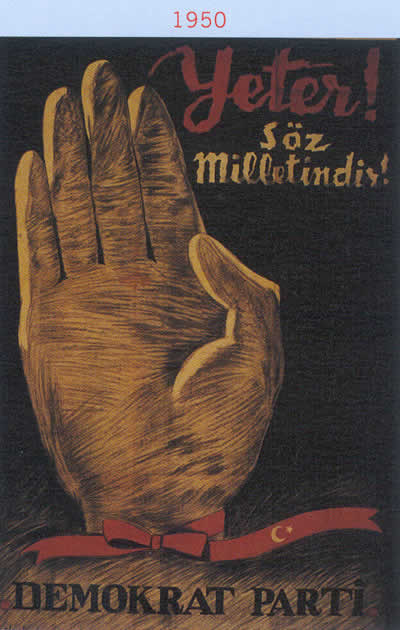 1950
Yeter!
Söz
Milletindir!
DEMOKRAT PARTİ